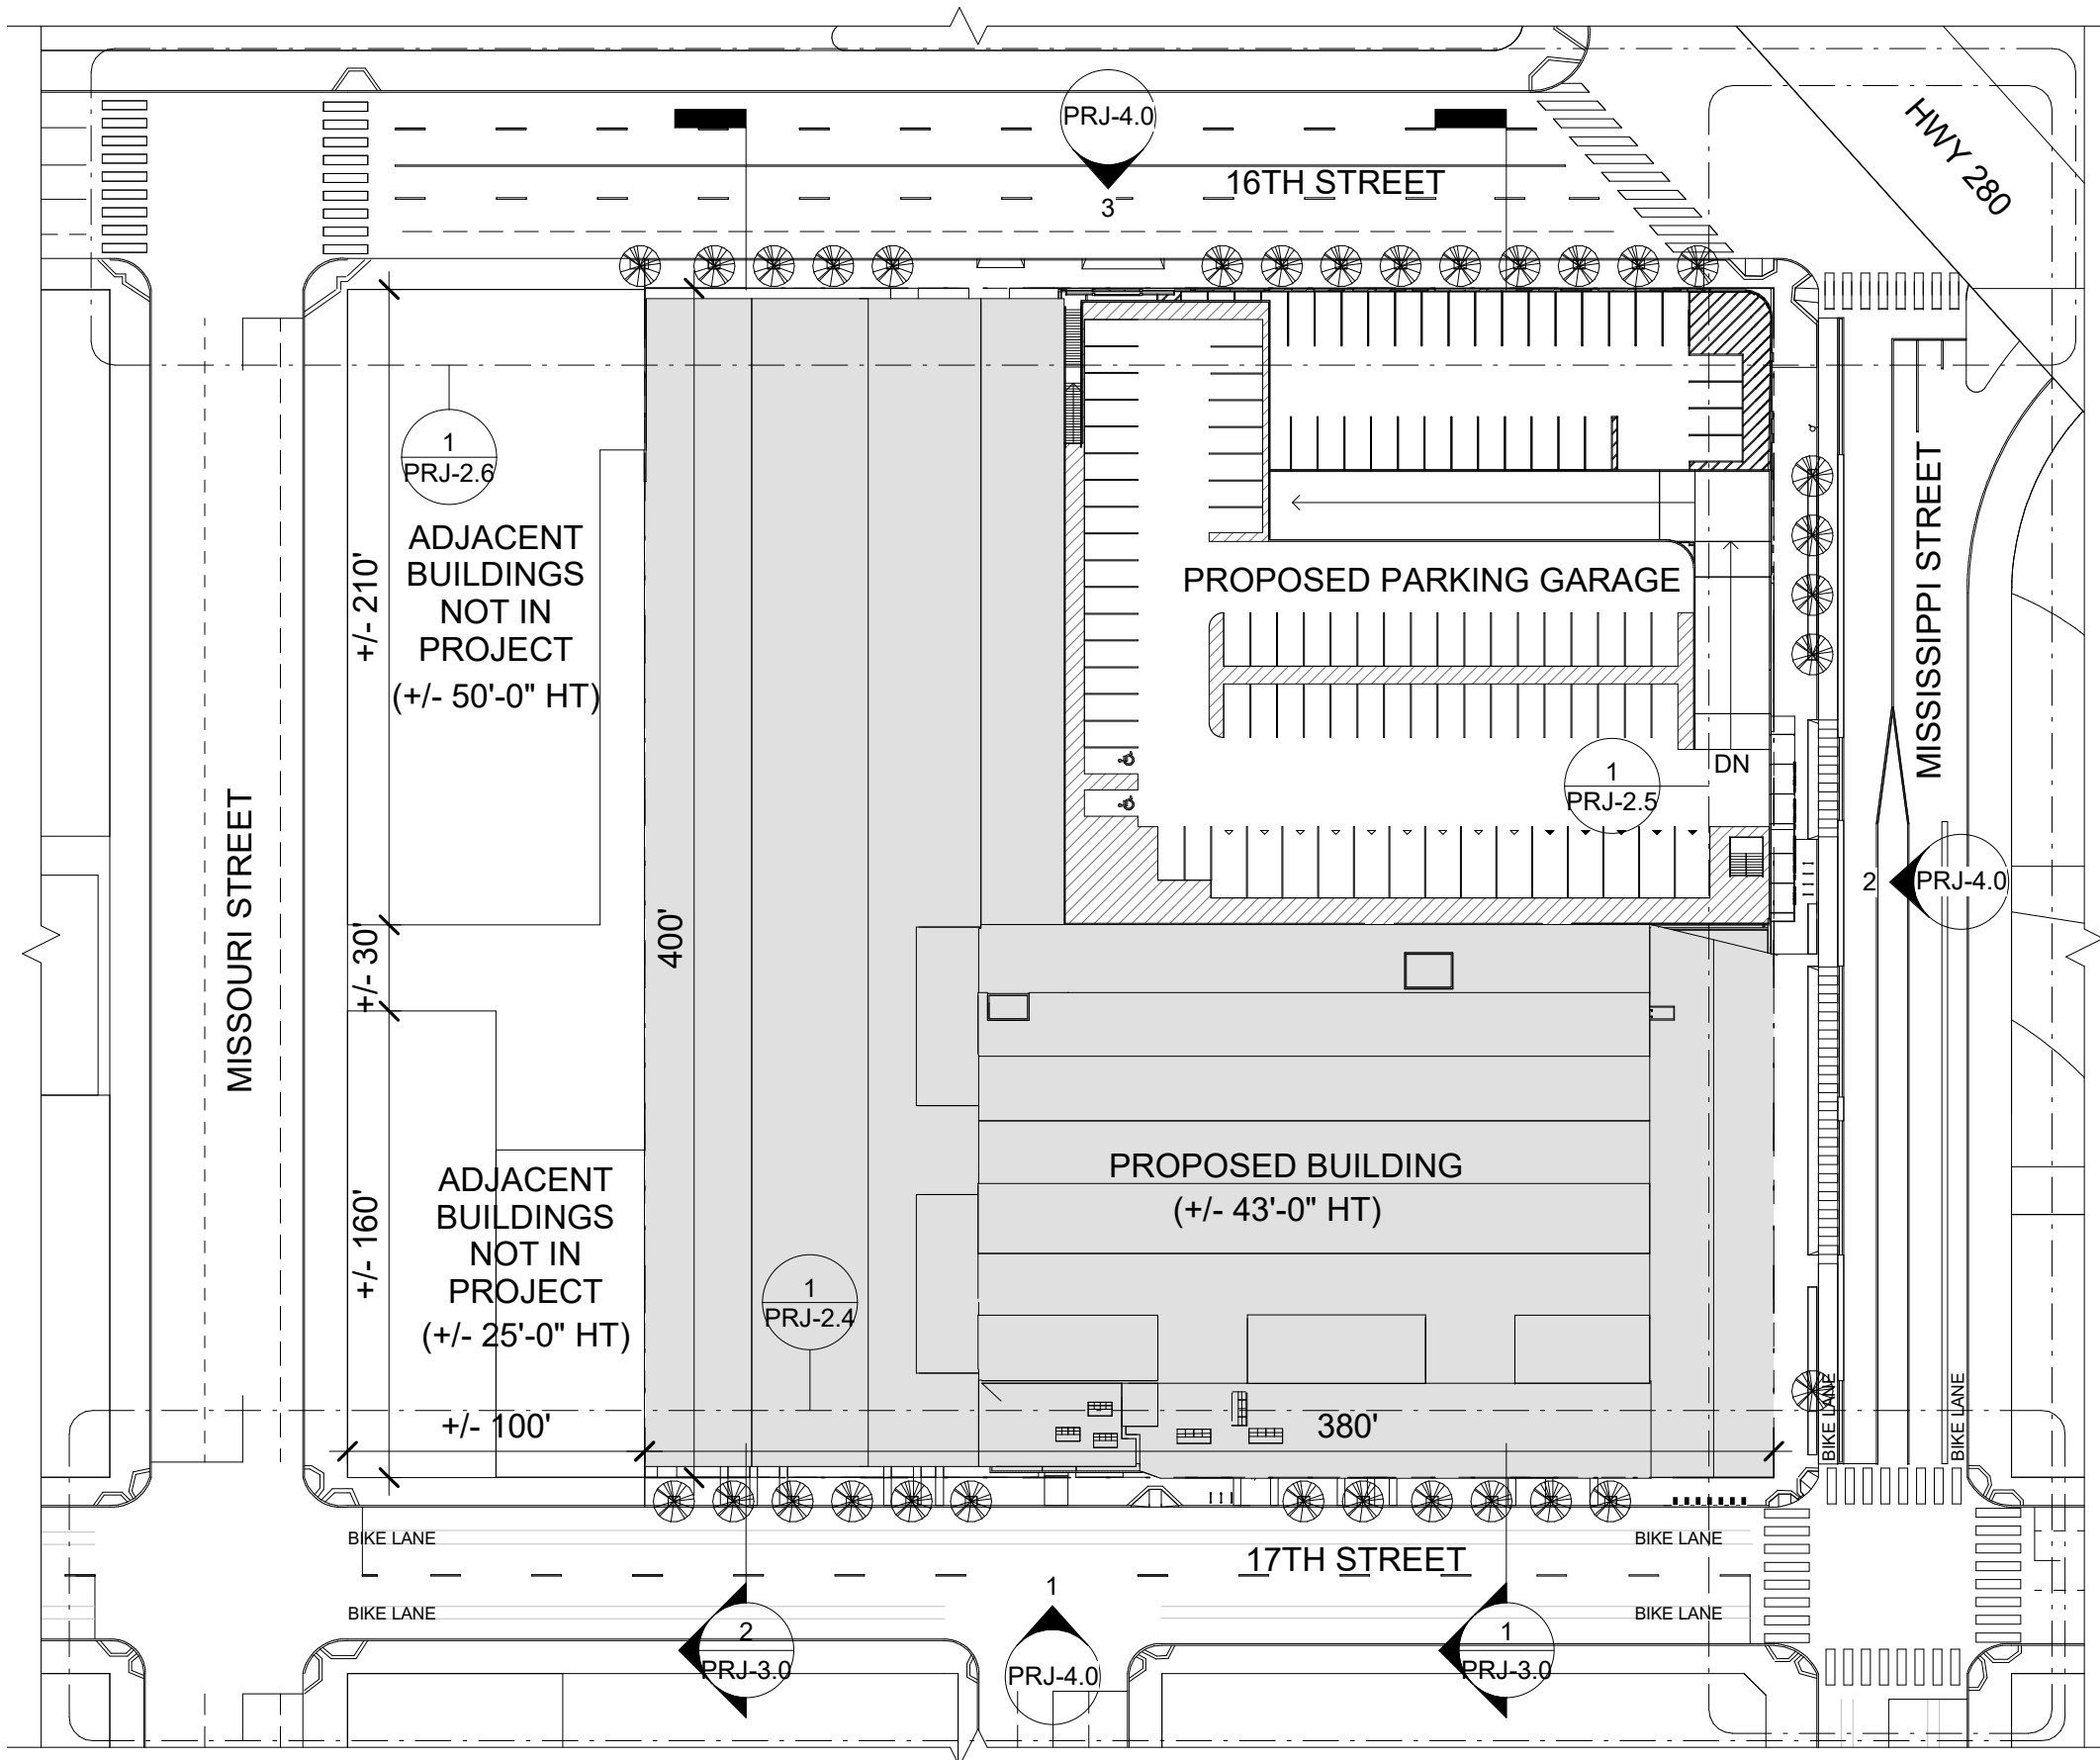 PRJ-4.0
3
16TH STREET
HWY 280
1
PRJ-2.6
ADJACENT
BUILDINGS
NOT IN
PROJECT
(+/- 50'-0" HT)
+/- 210'
PROPOSED PARKING GARAGE
MISSISSIPPI STREET
DN
1
PRJ-2.5
MISSOURI STREET
+/- 30'
400'
2
PRJ-4.0
+/- 160'
ADJACENT
BUILDINGS
NOT IN
PROJECT
(+/- 25'-0" HT)
PROPOSED BUILDING
(+/- 43'-0" HT)
1
PRJ-2.4
+/- 100'
380'
BIKE LANE
BIKE LANE
BIKE LANE
17TH STREET
BIKE LANE
BIKE LANE
1
BIKE LANE
2
PRJ-3.0
PRJ-4.0
1
PRJ-3.0